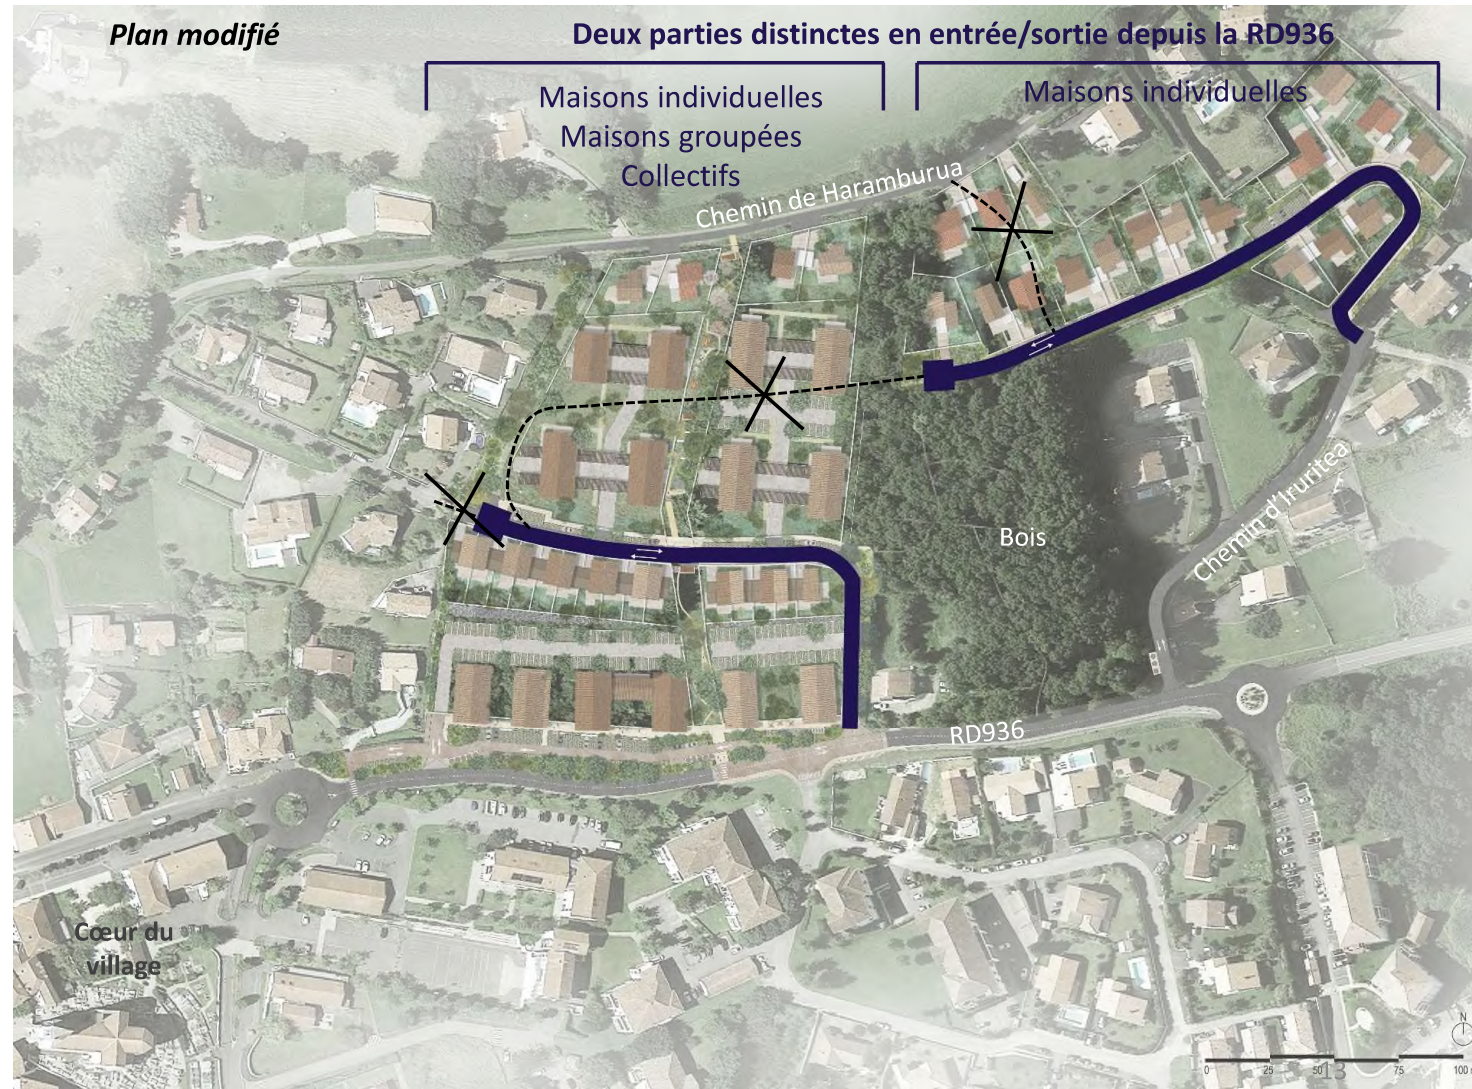 Plan modifié
Deux parties distinctes en entrée/sortie depuis la RD936
Maisons individuelles
Maisons groupées
Collectifs
Maisons individuelles
Chemin de Haramburua
Bois
Chemin d'Iruritea
RD936
Cœur du
village
N
0 25 50 75 100
13